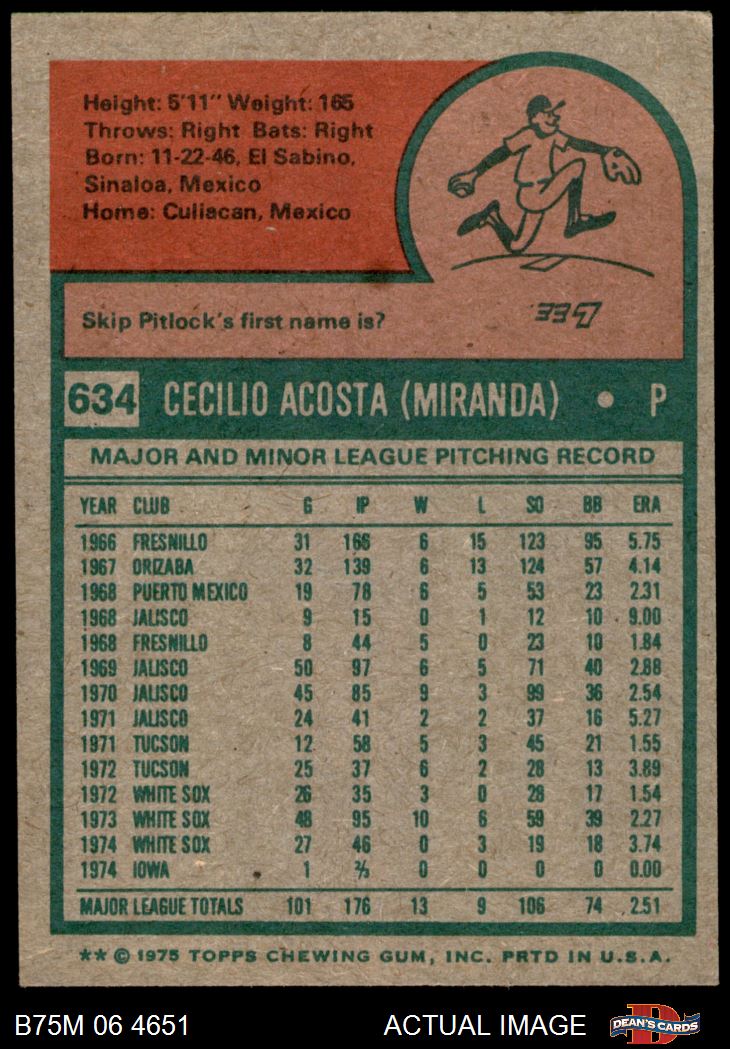 Height: 5'11" Weight: 165
Throws: Right Bats: Right
Born: 11-22-46, El Sabino,
Sinaloa, Mexico
Home: Culiacan, Mexico
Skip Pitlock's first name is?
LEE
634 CECILIO ACOSTA (MIRANDA) • P
MAJOR AND MINOR LEAGUE PITCHING RECORD
YEAR CLUB G IP W L SO BB ERA
1966 FRESNILLO 31 166 6 15 123 95 5.75
1967 ORIZABA 32 139 6 13 124 57 4.14
1968 PUERTO MEXICO 19 78 6 5 53 23 2.31
1968 JALISCO 9 15 0 1 12 10 9.00
1968 FRESNILLO 8 44 5 0 23 10 1.84
1969 JALISCO 50 97 6 5 71 40 2.88
1970 JALISCO 45 85 9 3 99 36 2.54
1971 JALISCO 24 41 2 2 37 16 5.27
1971 TUCSON 12 58 5 3 45 21 1.55
1972 TUCSON 25 37 6 2 28 13 3.89
1972 WHITE SOX 26 35 3 0 28 17 1.54
1973 WHITE SOX 48 95 10 6 59 39 2.27
1974 WHITE SOX 27 46 0 3 19 18 3.74
1974 IOWA 1 ⅔ 0 0 0 0 0.00
MAJOR LEAGUE TOTALS 101 176 13 9 106 74 2.51
** © 1975 TOPPS CHEWING GUM, INC. PRTD IN U.S.A.
B75M 06 4651 ACTUAL IMAGE DEAN'S CARDS